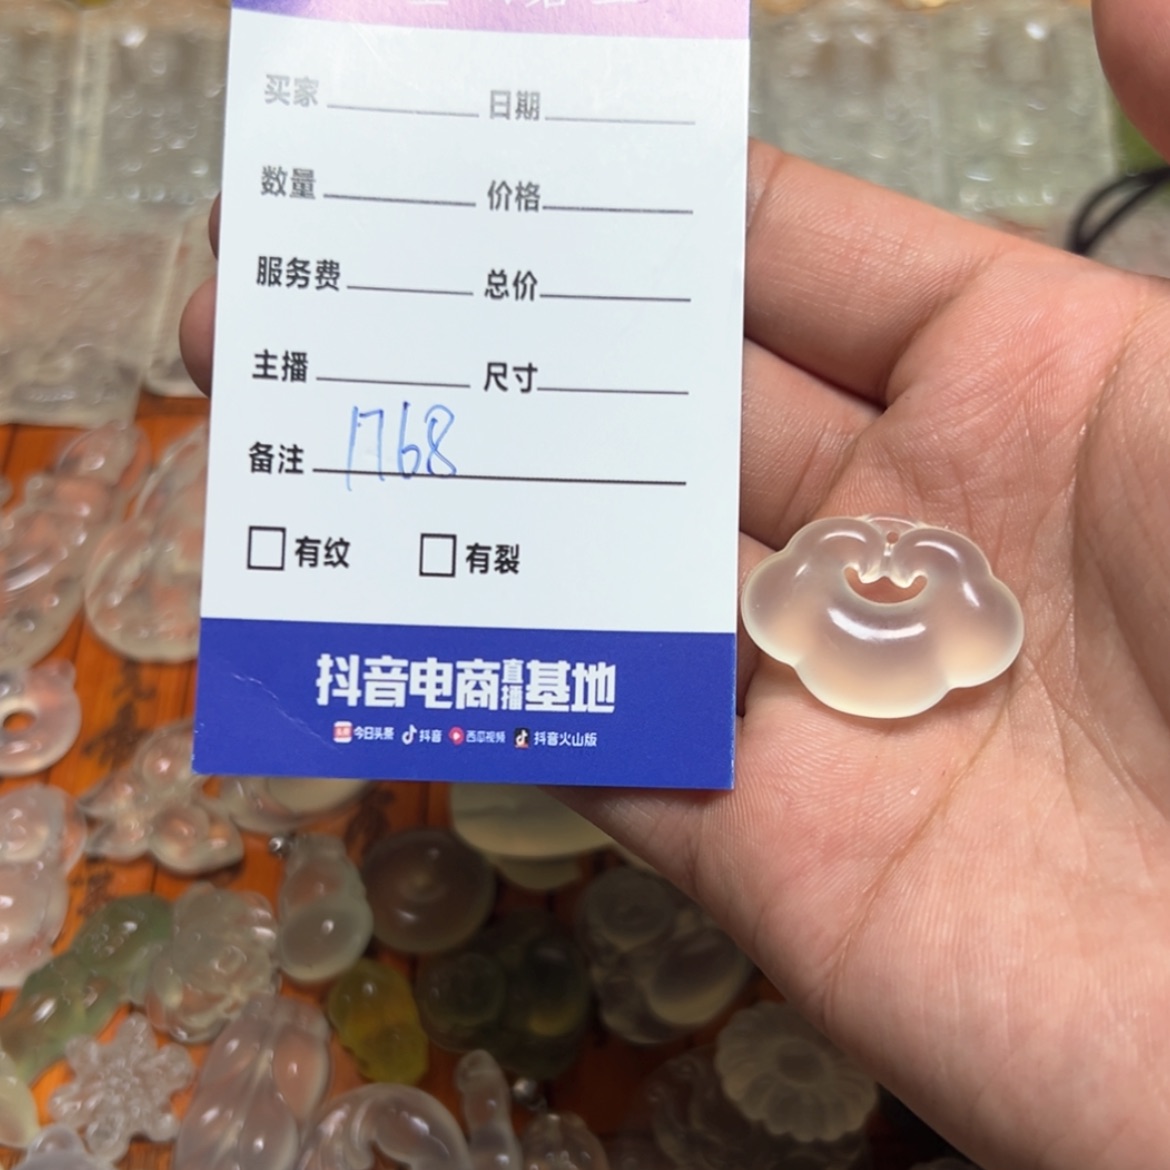 买家 日期
数量 价格
服务费 总价
主播 尺寸
备注 1768
有纹 有裂
抖音电商直播基地
今日头条 抖音 西瓜视频 抖音火山版